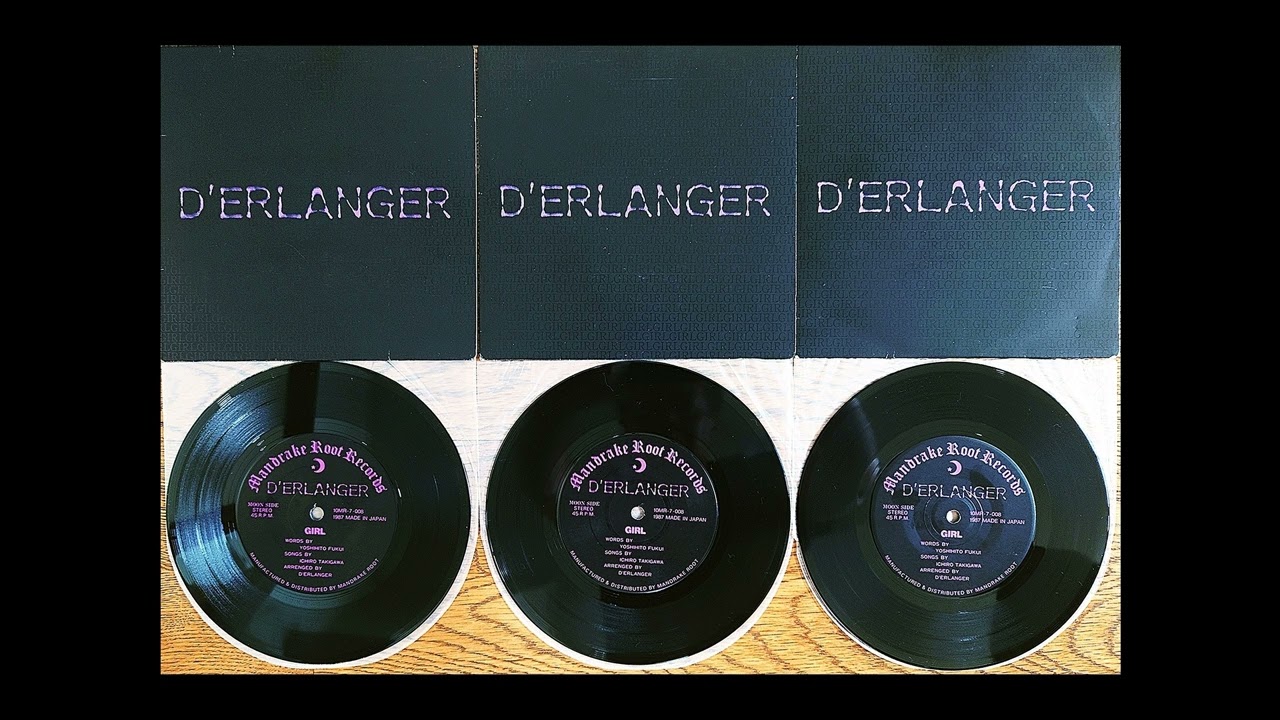 D'ERLANGER
D'ERLANGER
D'ERLANGER
Mandrake Root Records
D'ERLANGER
MOON SIDE
STEREO
45 R.P.M.
10MR-7-008
1987 MADE IN JAPAN
GIRL
WORDS BY
YOSHIHITO FUKUI
SONGS BY
ICHIRO TAKIGAWA
ARRENGED BY
D'ERLANGER
MANUFACTURED & DISTRIBUTED BY MANDRAKE ROOT
Mandrake Root Records
D'ERLANGER
MOON SIDE
STEREO
45 R.P.M.
10MR-7-008
1987 MADE IN JAPAN
GIRL
WORDS BY
YOSHIHITO FUKUI
SONGS BY
ICHIRO TAKIGAWA
ARRENGED BY
D'ERLANGER
MANUFACTURED & DISTRIBUTED BY MANDRAKE ROOT
Mandrake Root Records
D'ERLANGER
MOON SIDE
STEREO
45 R.P.M.
10MR-7-008
1987 MADE IN JAPAN
GIRL
WORDS BY
YOSHIHITO FUKUI
SONGS BY
ICHIRO TAKIGAWA
ARRENGED BY
D'ERLANGER
MANUFACTURED & DISTRIBUTED BY MANDRAKE ROOT